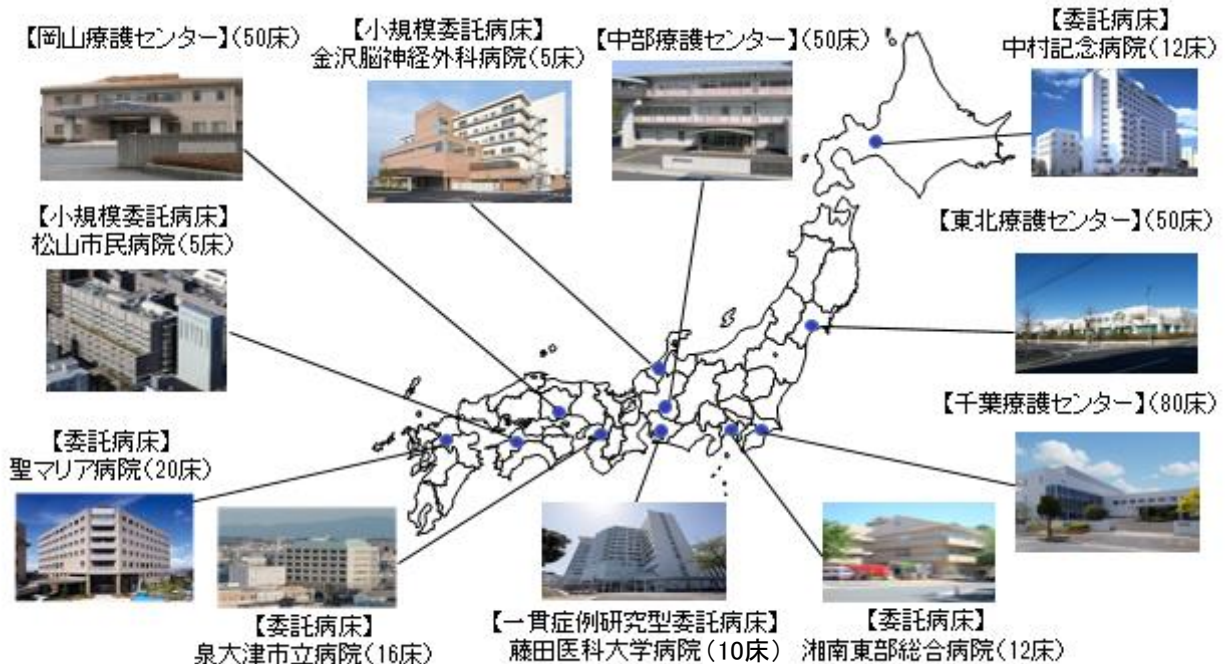 【岡山療護センター】(50床)
【小規模委託病床】
金沢脳神経外科病院(5床)
【中部療護センター】(50床)
【委託病床】
中村記念病院(12床)
【小規模委託病床】
松山市民病院(5床)
【東北療護センター】(50床)
【千葉療護センター】(80床)
【委託病床】
聖マリア病院(20床)
【委託病床】
泉大津市立病院(16床)
【一貫症例研究型委託病床】
藤田医科大学病院(10床)
【委託病床】
湘南東部総合病院(12床)